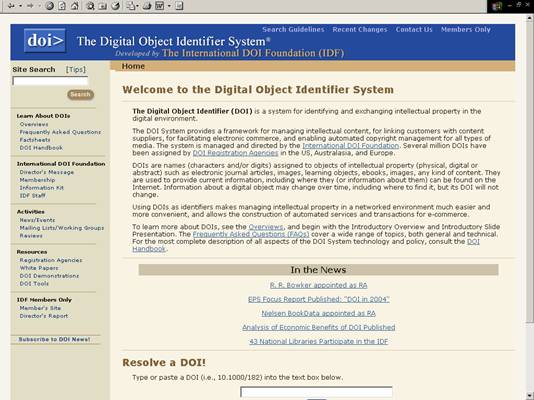 Search Guidelines Recent Changes Contact Us Members Only
doi>
The Digital Object Identifier System®
Developed by The International DOI Foundation (IDF)
Site Search [Tips]
Search
Learn About DOIs
Overviews
Frequently Asked Questions
Factsheets
DOI Handbook
International DOI Foundation
Director's Message
Membership
Information Kit
IDF Staff
Activities
News/Events
Mailing Lists/Working Groups
Reviews
Resources
Registration Agencies
White Papers
DOI Demonstrations
DOI Tools
IDF Members Only
Member's Site
Director's Report
Subscribe to DOI News!
Home
Welcome to the Digital Object Identifier System
The Digital Object Identifier (DOI) is a system for identifying and exchanging intellectual property in the
digital environment.
The DOI System provides a framework for managing intellectual content, for linking customers with content
suppliers, for facilitating electronic commerce, and enabling automated copyright management for all types of
media. The system is managed and directed by the International DOI Foundation. Several million DOIs have
been assigned by DOI Registration Agencies in the US, Australasia, and Europe.
DOIs are names (characters and/or digits) assigned to objects of intellectual property (physical, digital or
abstract) such as electronic journal articles, images, learning objects, ebooks, images, any kind of content. They
are used to provide current information, including where they (or information about them) can be found on the
Internet. Information about a digital object may change over time, including where to find it, but its DOI will not
change.
Using DOIs as identifiers makes managing intellectual property in a networked environment much easier and
more convenient, and allows the construction of automated services and transactions for e-commerce.
To learn more about DOIs, see the Overviews, and begin with the Introductory Overview and Introductory Slide
Presentation. The Frequently Asked Questions (FAQs) cover a wide range of topics, both general and technical.
For the most complete description of all aspects of the DOI System technology and policy, consult the DOI
Handbook.
In the News
R. R. Bowker appointed as RA
EPS Focus Report Published: "DOI in 2004"
Nielsen BookData appointed as RA
Analysis of Economic Benefits of DOI Published
43 National Libraries Participate in the IDF
Resolve a DOI!
Type or paste a DOI (i.e., 10.1000/182) into the text box below.